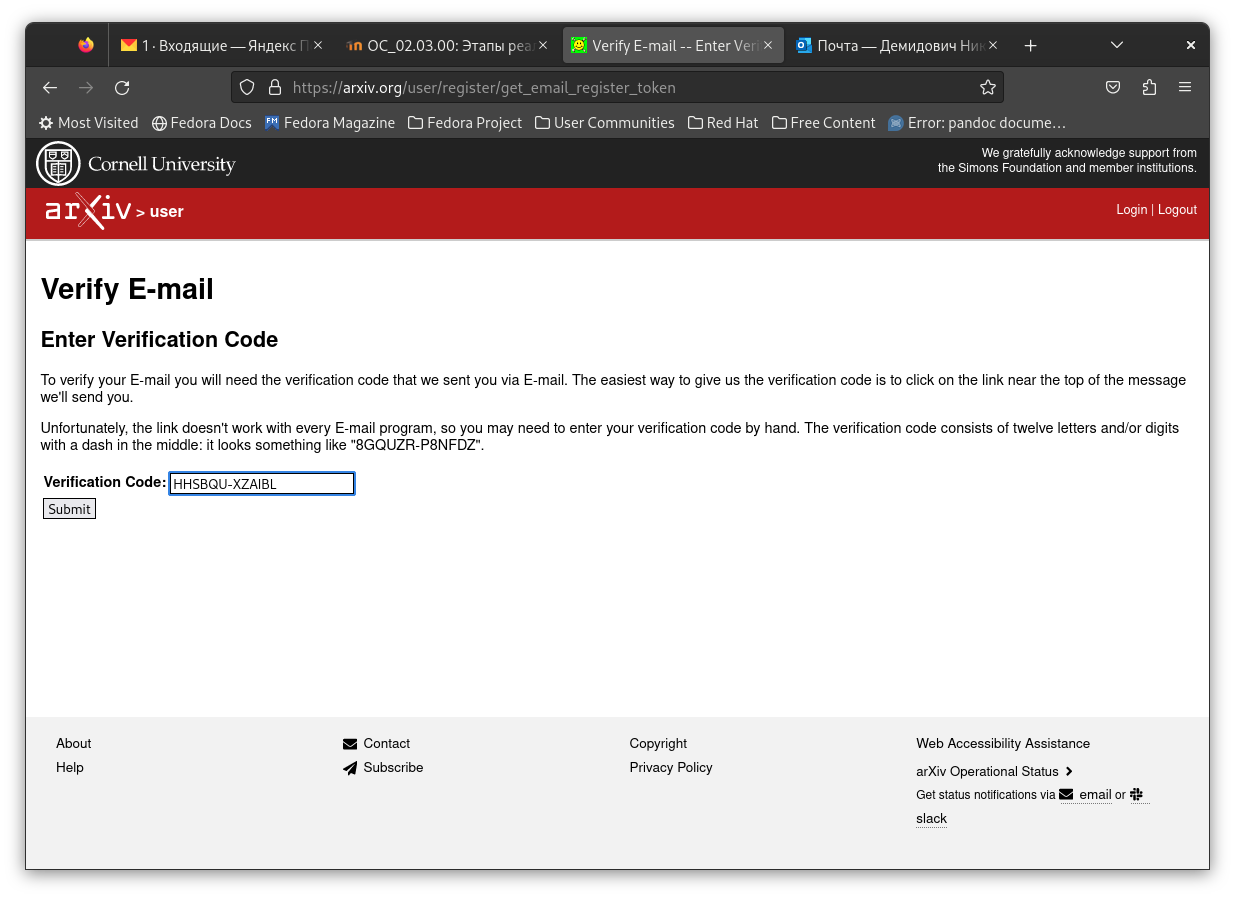 1 · Входящие — Яндекс П
ОС_02.03.00: Этапы реа
Verify E-mail -- Enter Veri
Почта — Демидович Ник
https://arxiv.org/user/register/get_email_register_token
Most Visited
Fedora Docs
FM Fedora Magazine
Fedora Project
User Communities
Red Hat
Free Content
Error: pandoc docume…
Cornell University
We gratefully acknowledge support from
the Simons Foundation and member institutions.
arXiv > user
Login | Logout
Verify E-mail
Enter Verification Code
To verify your E-mail you will need the verification code that we sent you via E-mail. The easiest way to give us the verification code is to click on the link near the top of the message
we'll send you.
Unfortunately, the link doesn't work with every E-mail program, so you may need to enter your verification code by hand. The verification code consists of twelve letters and/or digits
with a dash in the middle: it looks something like "8GQUZR-P8NFDZ".
Verification Code: HHSBQU-XZAIBL
Submit
About
Help
Contact
Subscribe
Copyright
Privacy Policy
Web Accessibility Assistance
arXiv Operational Status
Get status notifications via email or
slack